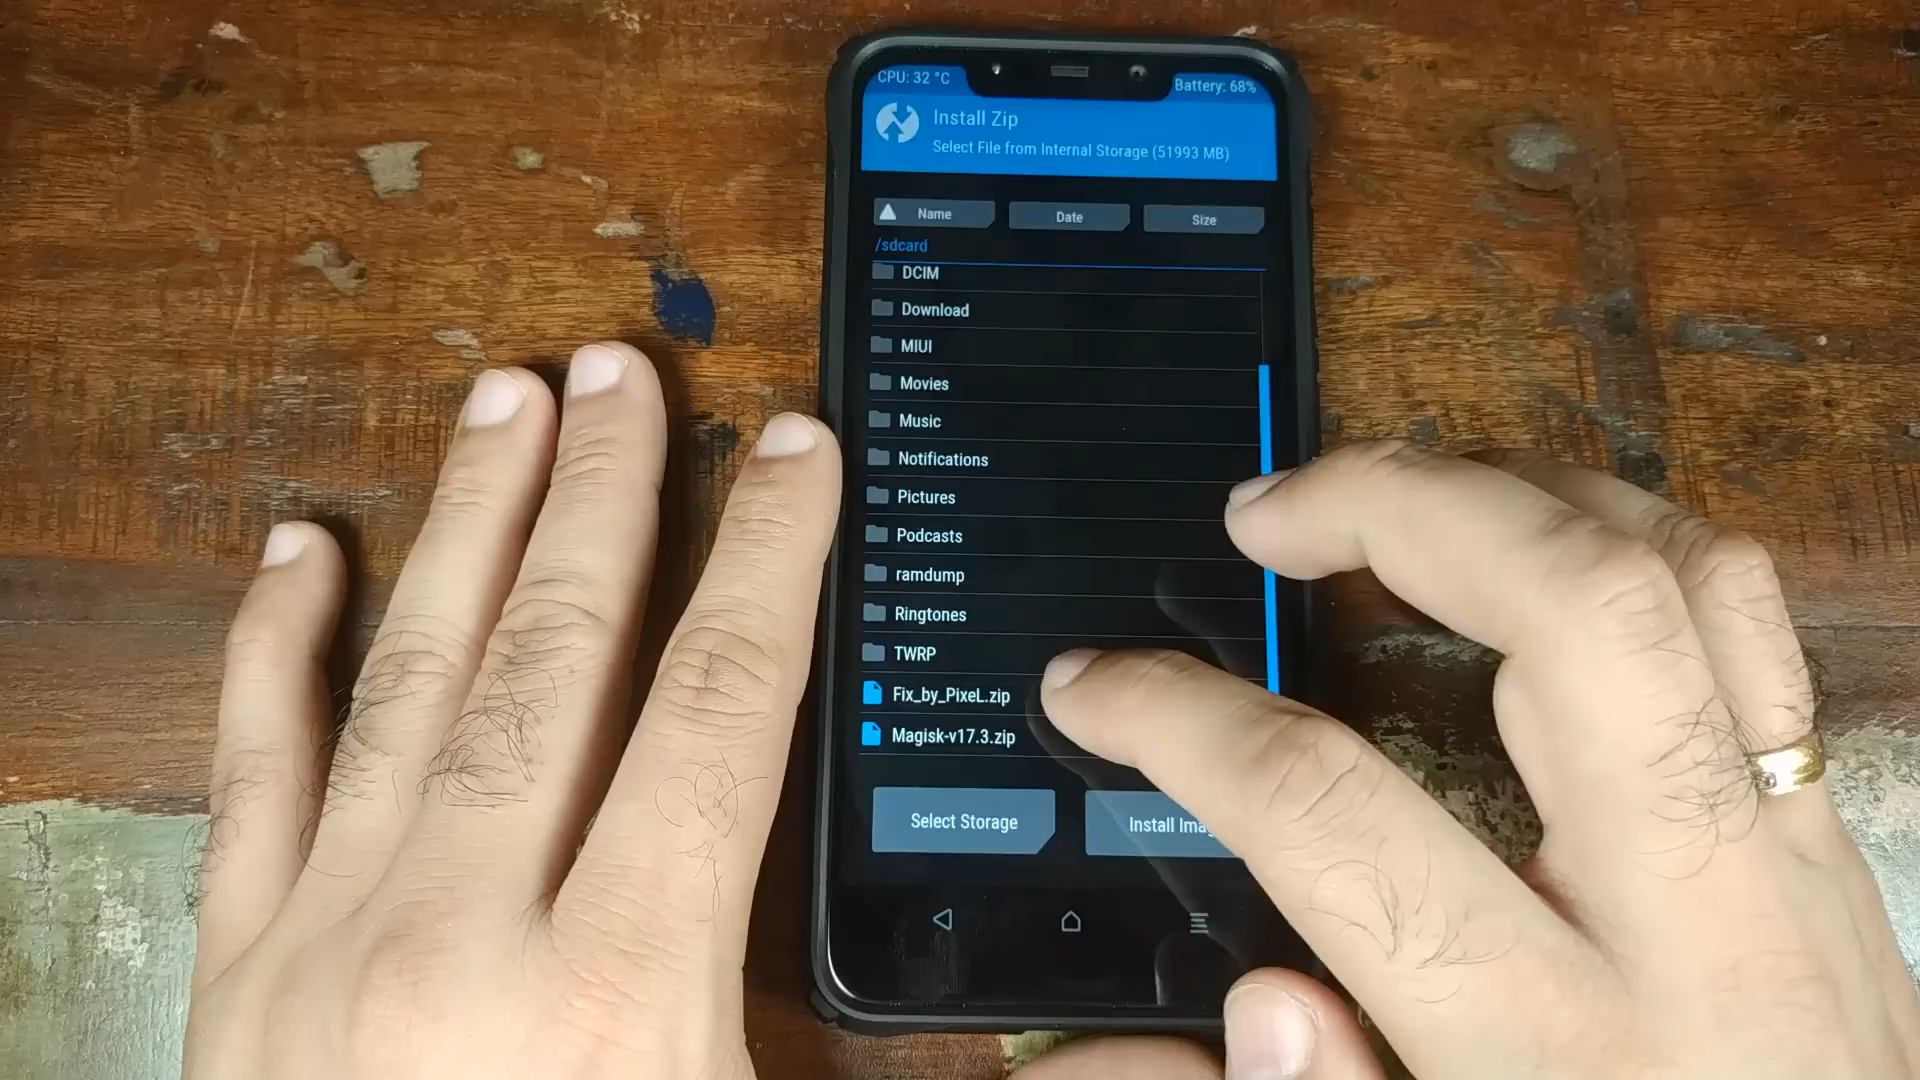 CPU: 32 °C
Battery: 68%
Install Zip
Select File from Internal Storage (51993 MB)
Name
Date
Size
/sdcard
DCIM
Download
MIUI
Movies
Music
Notifications
Pictures
Podcasts
ramdump
Ringtones
TWRP
Fix_by_PixeL.zip
Magisk-v17.3.zip
Select Storage
Install